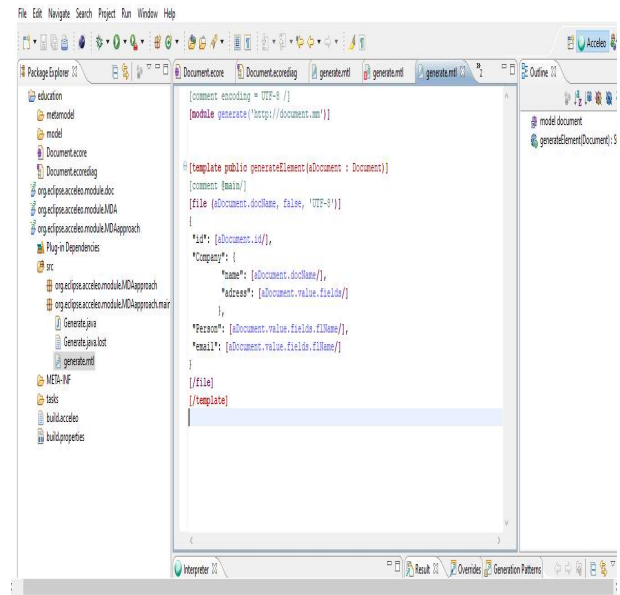 File Edit Navigate Search Project Run Window Help
Acceleo
Package Explorer
education
metamodel
model
Document.ecore
Document.ecorediag
org.eclipse.acceleo.module.doc
org.eclipse.acceleo.module.MDA
org.eclipse.acceleo.module.MDAapproach
Plug-in Dependencies
src
org.eclipse.acceleo.module.MDAapproach
org.eclipse.acceleo.module.MDAapproach.main
Generate.java
Generate.java.lost
generate.mtl
META-INF
tasks
build.acceleo
build.properties
Document.ecore Document.ecorediag generate.mtl generate.mtl generate.mtl 2
[comment encoding = UTF-8 /]
[module generate('http://document.mm')]
[template public generateElement(aDocument : Document)]
[comment @main/]
[file (aDocument.docName, false, 'UTF-8')]
{
"id": [aDocument.id/],
"Company": {
"name": [aDocument.docName/],
"adress": [aDocument.value.fields/]
},
"Person": [aDocument.value.fields.flName/],
"email": [aDocument.value.fields.flName/]
}
[/file]
[/template]
Outline
model document
generateElement(Document) : S
Interpreter
Result Overrides Generation Patterns